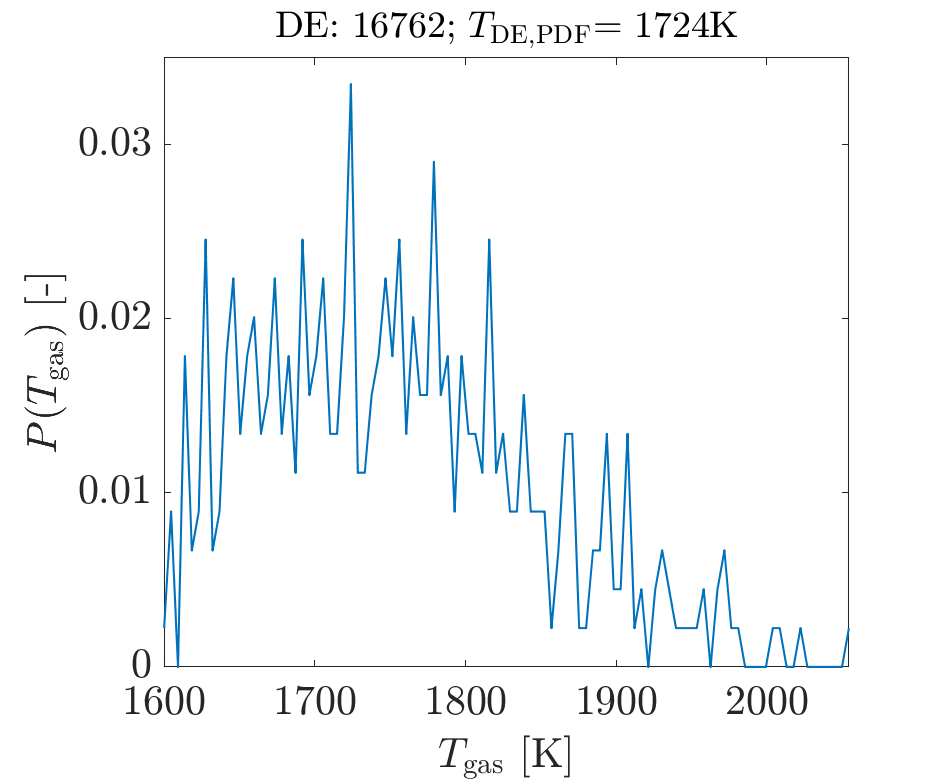 DE: 16762; T_DE,PDF= 1724K
0.03
0.02
0.01
0
P(T_gas) [-]
1600 1700 1800 1900 2000
T_gas [K]